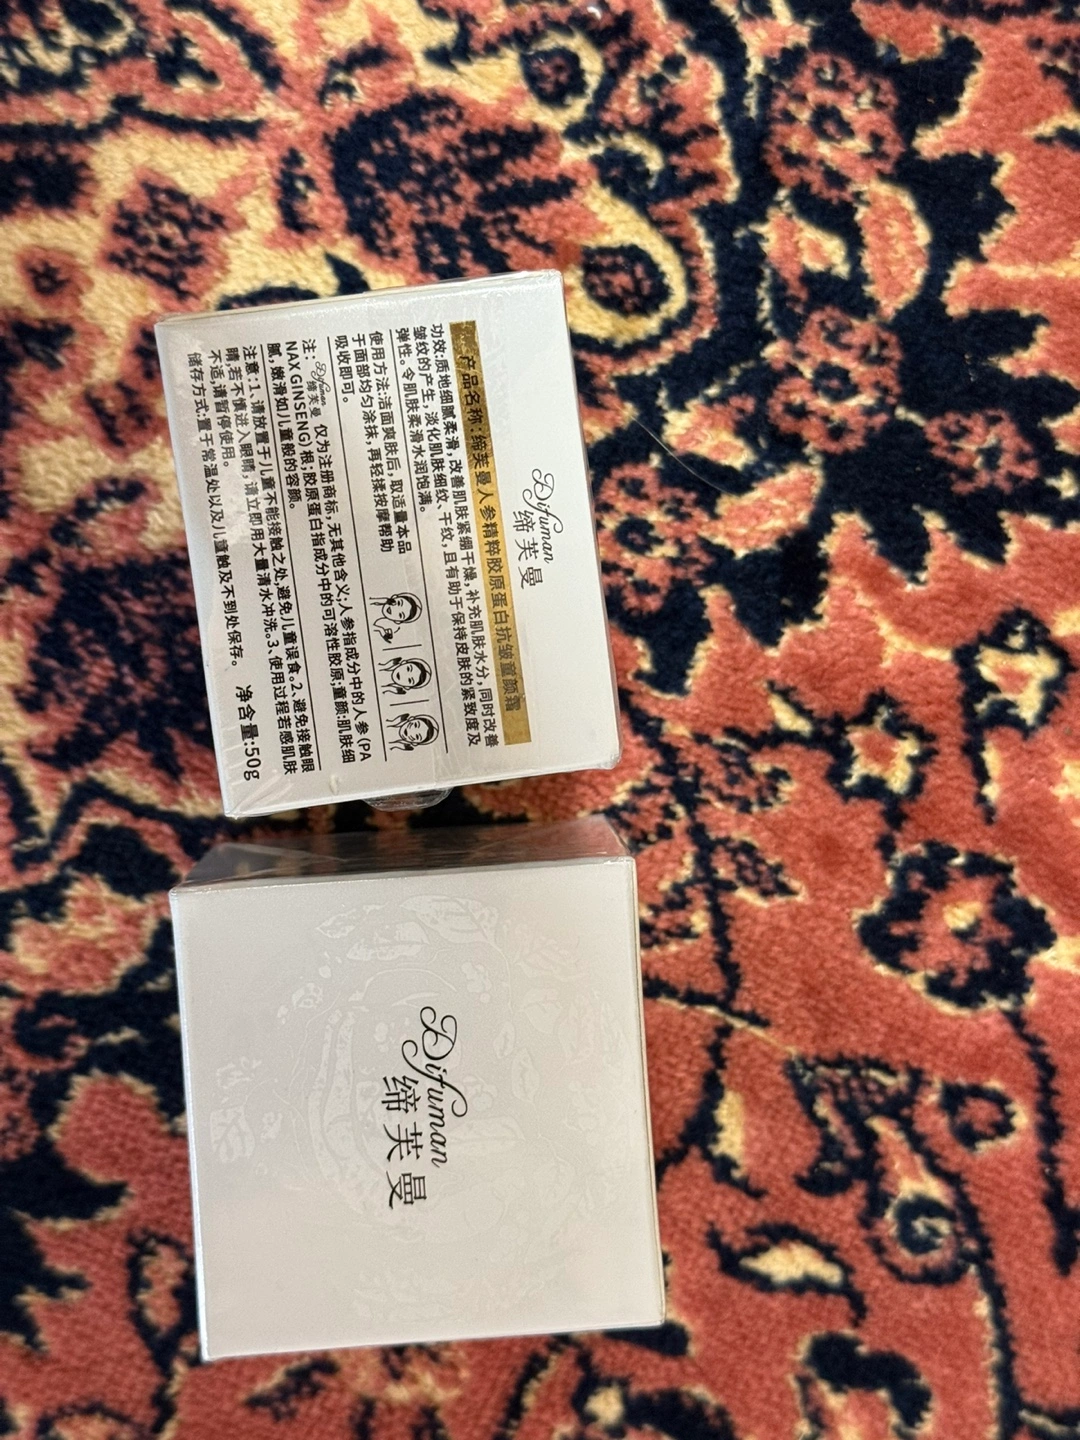 Difuman
缔芙曼
产品名称:缔芙曼人参精粹胶原蛋白抗皱童颜霜
功效:质地细腻柔滑,改善肌肤紧绷干燥,补充肌肤水分,同时改善
皱纹的产生,淡化肌肤细纹、干纹,且有助于保持皮肤的紧致度及
弹性。令肌肤柔滑水润饱满。
使用方法:洁面爽肤后,取适量本品
于面部均匀涂抹,再轻揉按摩帮助
吸收即可。
注:Difuman缔芙曼 仅为注册商标,无其他含义;人参指成分中的人参(PA
NAX GINSENG)根;胶原蛋白指成分中的可溶性胶原;童颜:肌肤细
腻,嫩滑如儿童般的容颜。
注意:1、请放置于儿童不能接触之处,避免儿童误食。2、避免接触眼
睛,若不慎进入眼睛,请立即用大量清水冲洗。3、使用过程若感肌肤
不适,请暂停使用。
储存方式:置于常温处以及儿童触及不到处保存。 净含量:50g
Difuman
缔芙曼